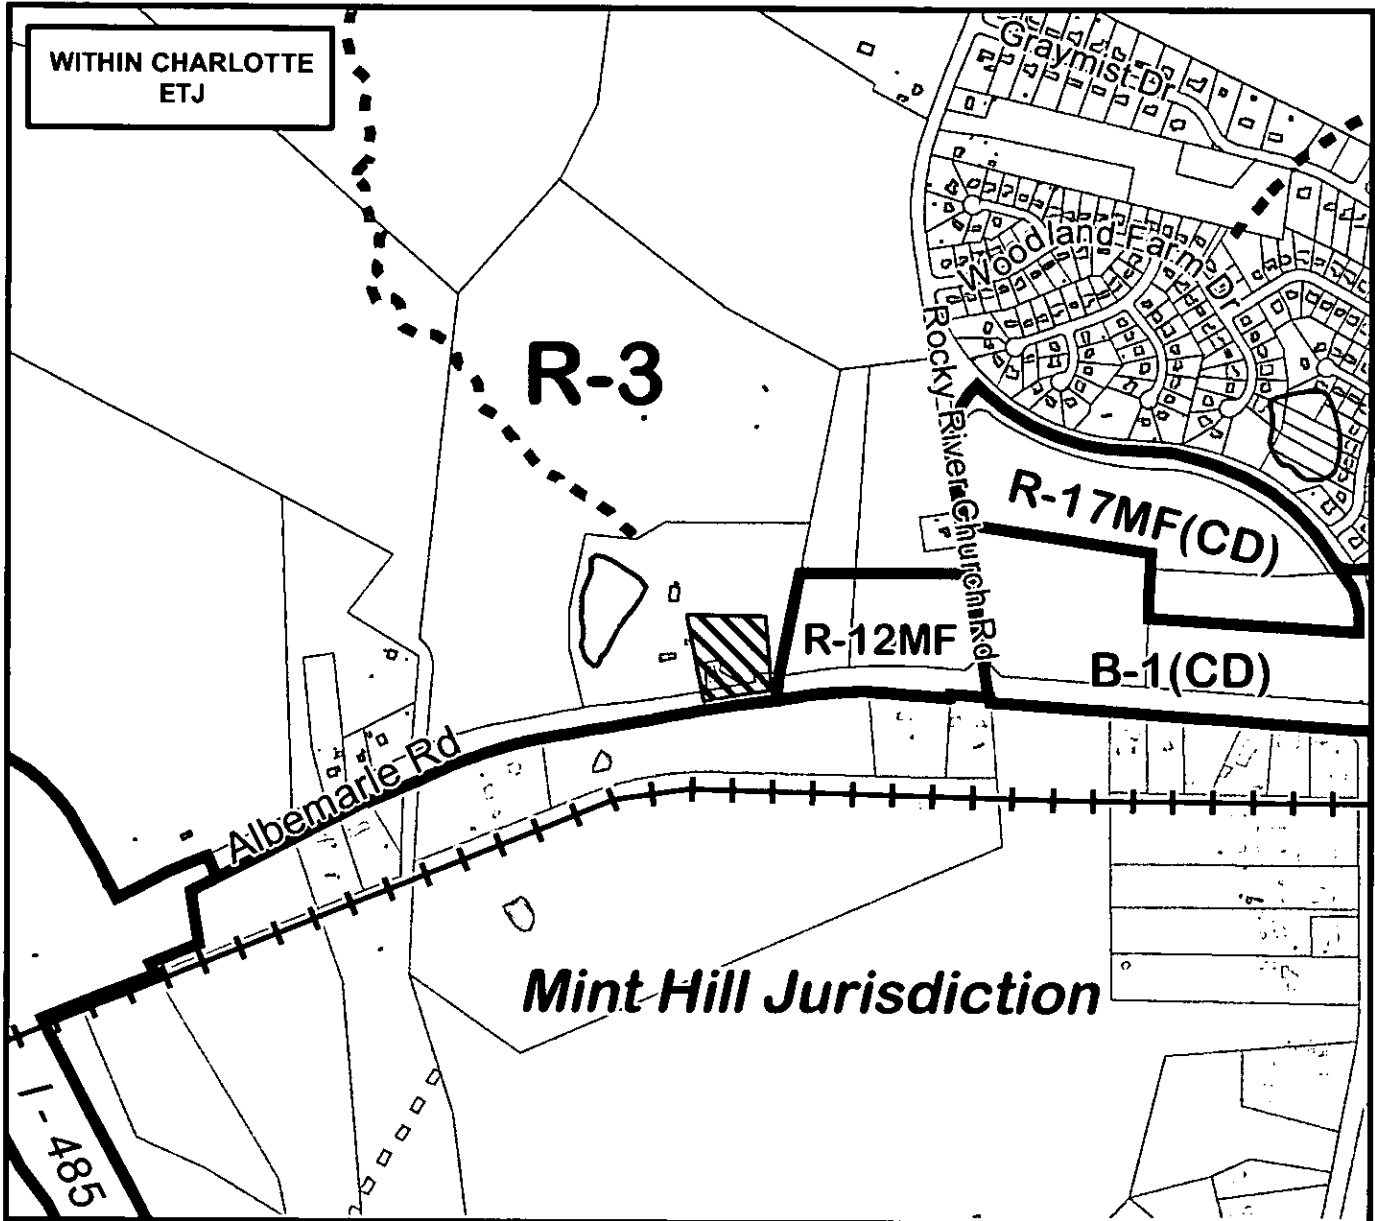 WITHIN CHARLOTTE
ETJ
Graymist Dr
Woodland Farm Dr
R-3
Rocky River Church Rd
R-17MF(CD)
R-12MF
B-1(CD)
Albemarle Rd
Mint Hill Jurisdiction
I - 485